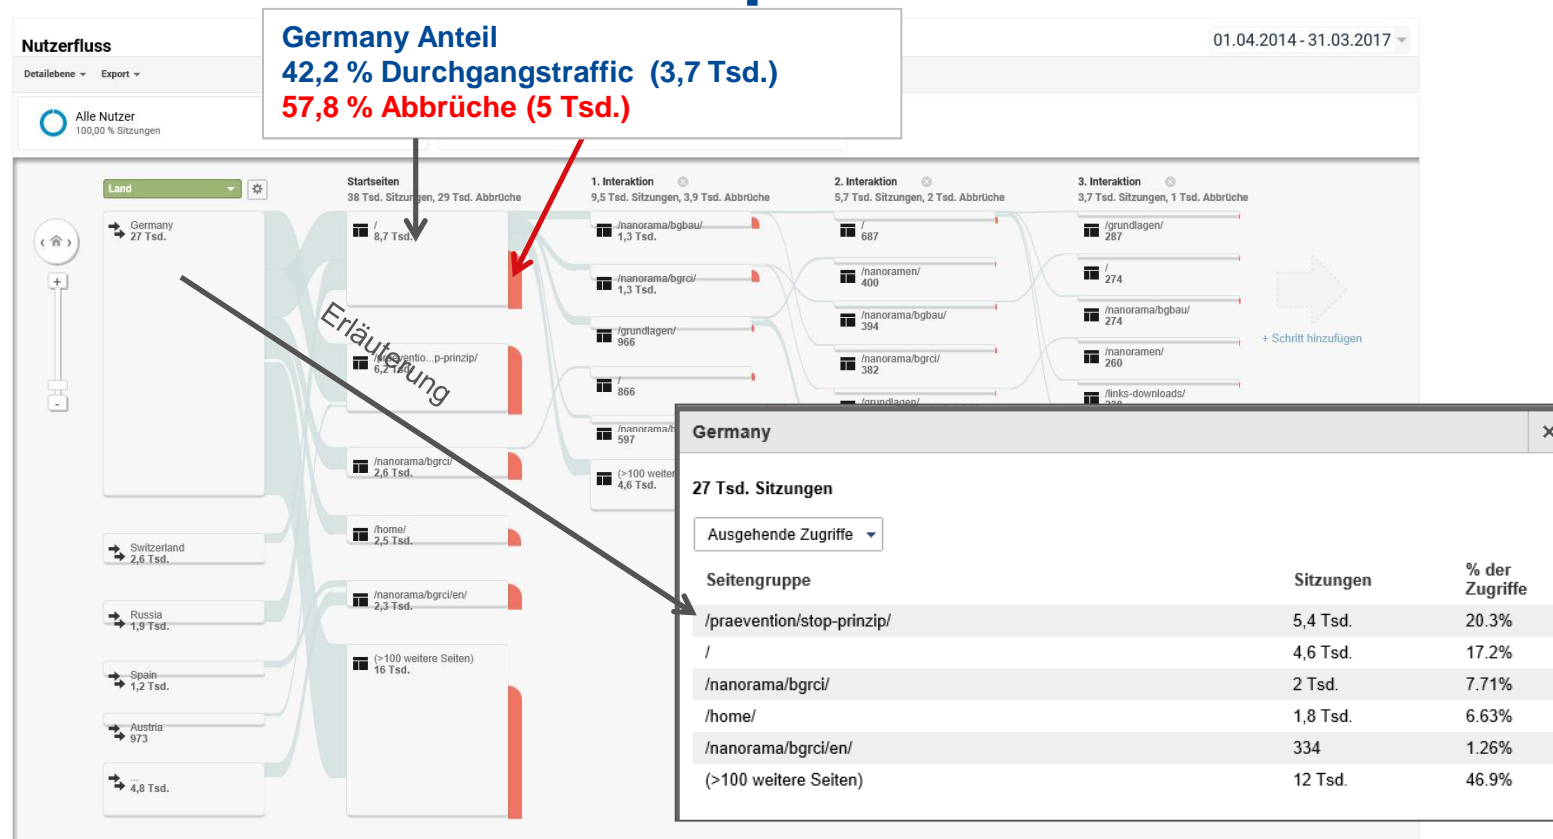 Germany Anteil
42,2 % Durchgangstraffic (3,7 Tsd.)
57,8 % Abbrüche (5 Tsd.)
Nutzerfluss
01.04.2014 - 31.03.2017
Detailebene
Export
Alle Nutzer
100,00 % Sitzungen
Land
Startseiten
38 Tsd. Sitzungen, 29 Tsd. Abbrüche
1. Interaktion
9,5 Tsd. Sitzungen, 3,9 Tsd. Abbrüche
2. Interaktion
5,7 Tsd. Sitzungen, 2 Tsd. Abbrüche
3. Interaktion
3,7 Tsd. Sitzungen, 1 Tsd. Abbrüche
Germany
27 Tsd.
Switzerland
2,6 Tsd.
Russia
1,9 Tsd.
Spain
1,2 Tsd.
Austria
973
...
4,8 Tsd.
/
8,7 Tsd.
/praeventio...p-prinzip/
6,2 Tsd.
/nanorama/bgrci/
2,6 Tsd.
/home/
2,5 Tsd.
/nanorama/bgrci/en/
2,3 Tsd.
(>100 weitere Seiten)
16 Tsd.
Erläuterung
/nanorama/bgbau/
1,3 Tsd.
/nanorama/bgrci/
1,3 Tsd.
/grundlagen/
966
/
866
/nanorama/b
597
(>100 weiter
4,6 Tsd.
/
687
/nanoramen/
400
/nanorama/bgbau/
394
/nanorama/bgrci/
382
/grundlagen/
/grundlagen/
287
/
274
/nanorama/bgbau/
274
/nanoramen/
260
/links-downloads/
238
+ Schritt hinzufügen
Germany
27 Tsd. Sitzungen
Ausgehende Zugriffe
Seitengruppe Sitzungen % der
Zugriffe
/praevention/stop-prinzip/ 5,4 Tsd. 20.3%
/ 4,6 Tsd. 17.2%
/nanorama/bgrci/ 2 Tsd. 7.71%
/home/ 1,8 Tsd. 6.63%
/nanorama/bgrci/en/ 334 1.26%
(>100 weitere Seiten) 12 Tsd. 46.9%